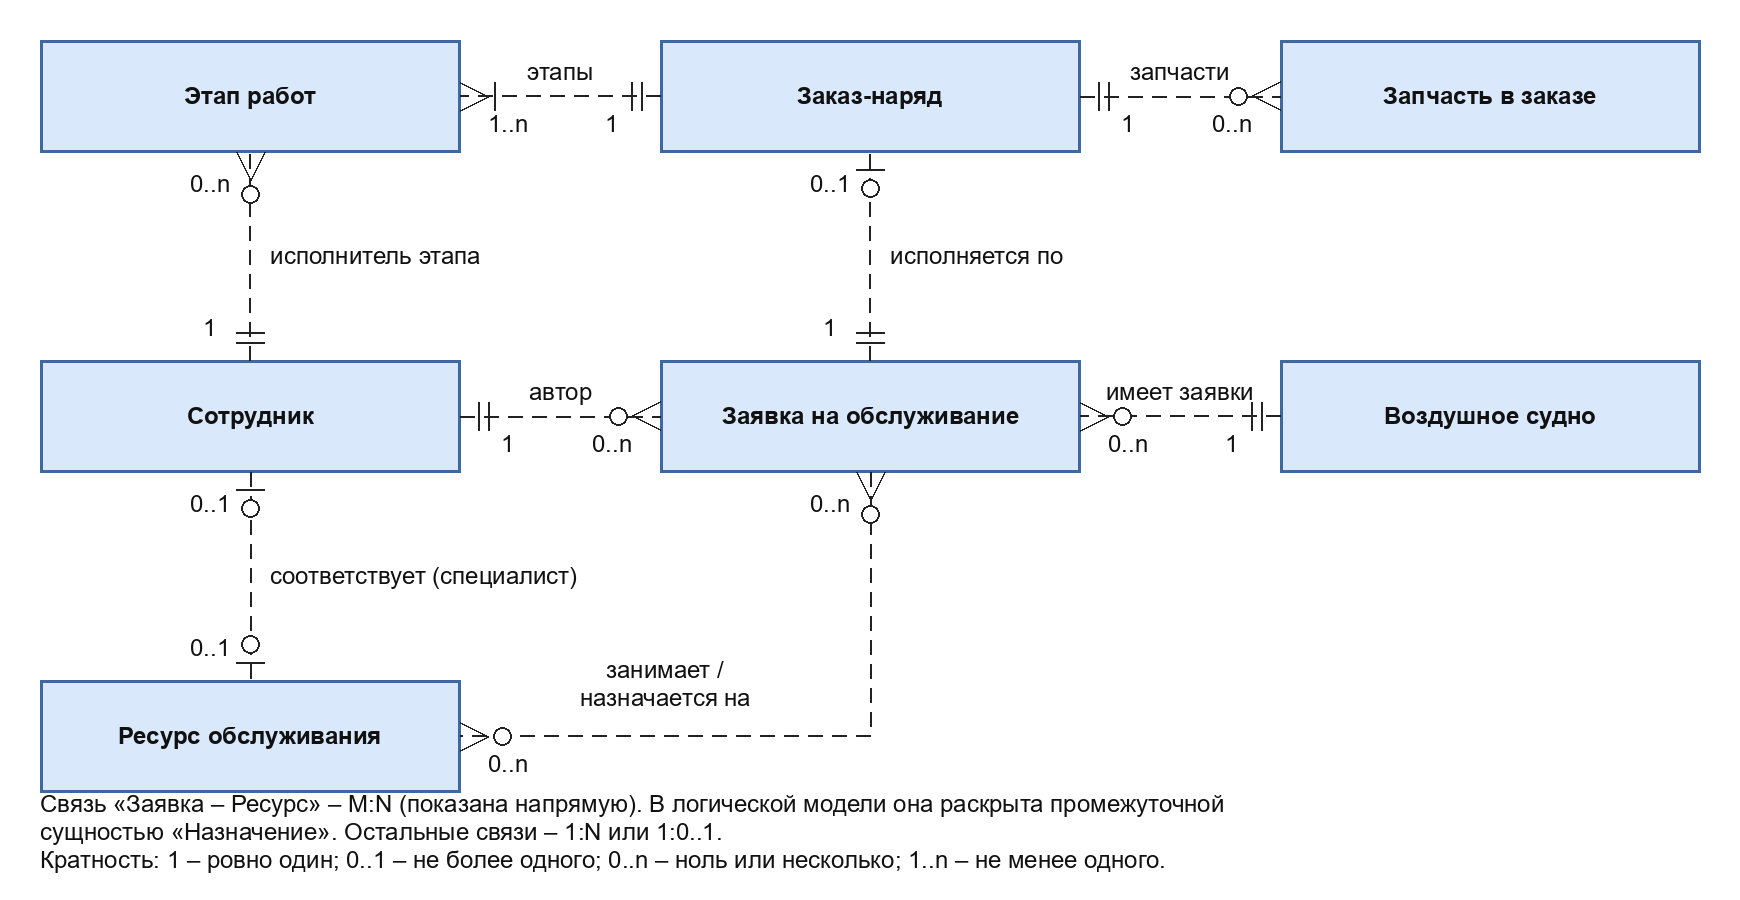 этапы
запчасти
Этап работ
Заказ-наряд
Запчасть в заказе
1..n
1
1
0..n
0..n
0..1
исполнитель этапа
исполняется по
1
1
автор
имеет заявки
Сотрудник
Заявка на обслуживание
Воздушное судно
1
0..n
0..n
1
0..1
0..n
соответствует (специалист)
0..1
занимает /
назначается на
Ресурс обслуживания
0..n
Связь «Заявка – Ресурс» – M:N (показана напрямую). В логической модели она раскрыта промежуточной
сущностью «Назначение». Остальные связи – 1:N или 1:0..1.
Кратность: 1 – ровно один; 0..1 – не более одного; 0..n – ноль или несколько; 1..n – не менее одного.